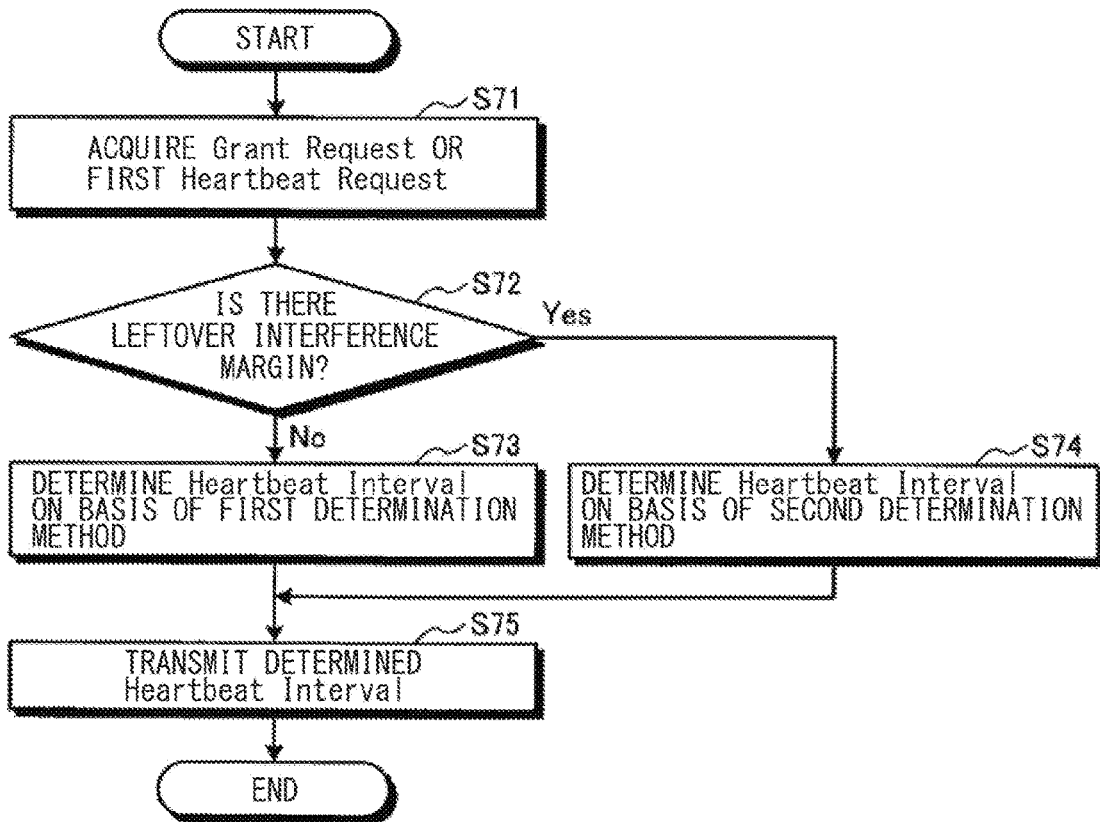 START
S71
ACQUIRE Grant Request OR
FIRST Heartbeat Request
S72
IS THERE
LEFTOVER INTERFERENCE
MARGIN?
Yes
No
S73
DETERMINE Heartbeat Interval
ON BASIS OF FIRST DETERMINATION
METHOD
S74
DETERMINE Heartbeat Interval
ON BASIS OF SECOND DETERMINATION
METHOD
S75
TRANSMIT DETERMINED
Heartbeat Interval
END